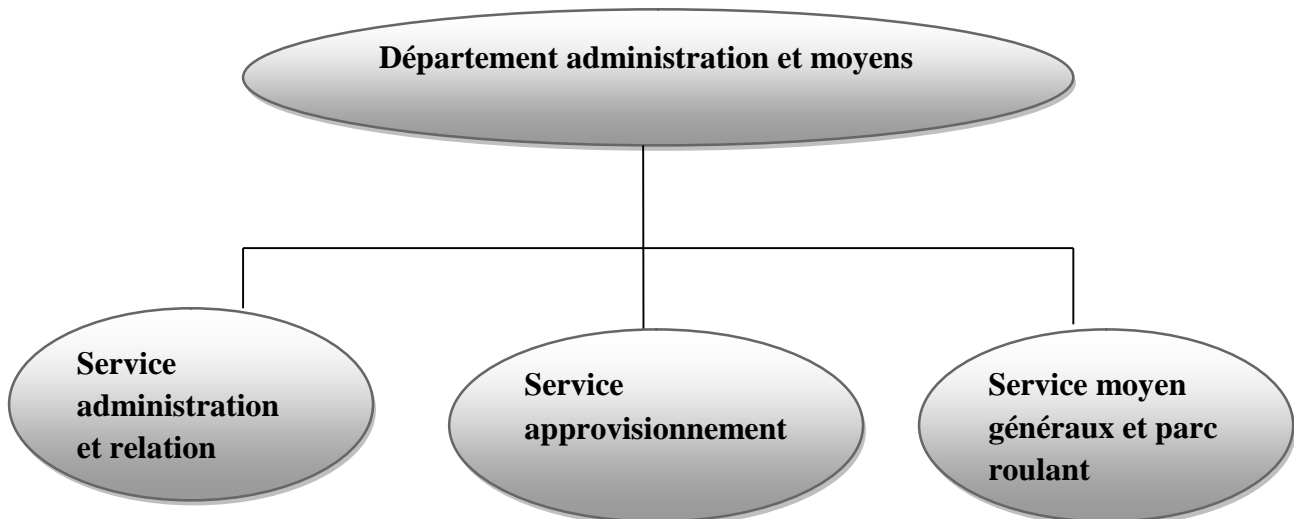 Département administration et moyens
Service
administration
et relation
Service
approvisionnement
Service moyen
généraux et parc
roulant